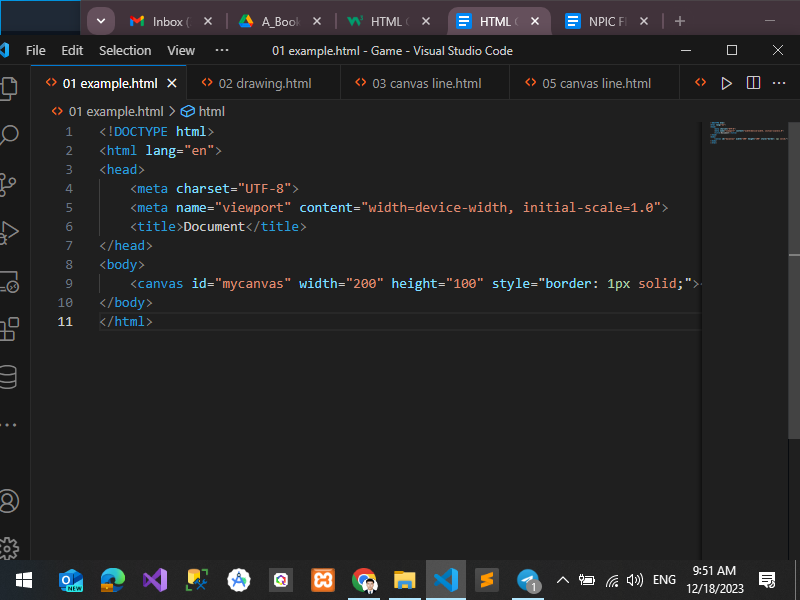 Inbox (
A_Book
HTML C
HTML C
NPIC F
File Edit Selection View ··· 01 example.html - Game - Visual Studio Code
01 example.html 02 drawing.html 03 canvas line.html 05 canvas line.html
01 example.html > html
1 <!DOCTYPE html>
2 <html lang="en">
3 <head>
4 <meta charset="UTF-8">
5 <meta name="viewport" content="width=device-width, initial-scale=1.0">
6 <title>Document</title>
7 </head>
8 <body>
9 <canvas id="mycanvas" width="200" height="100" style="border: 1px solid;">
10 </body>
11 </html>
NEW
1
ENG
9:51 AM
12/18/2023